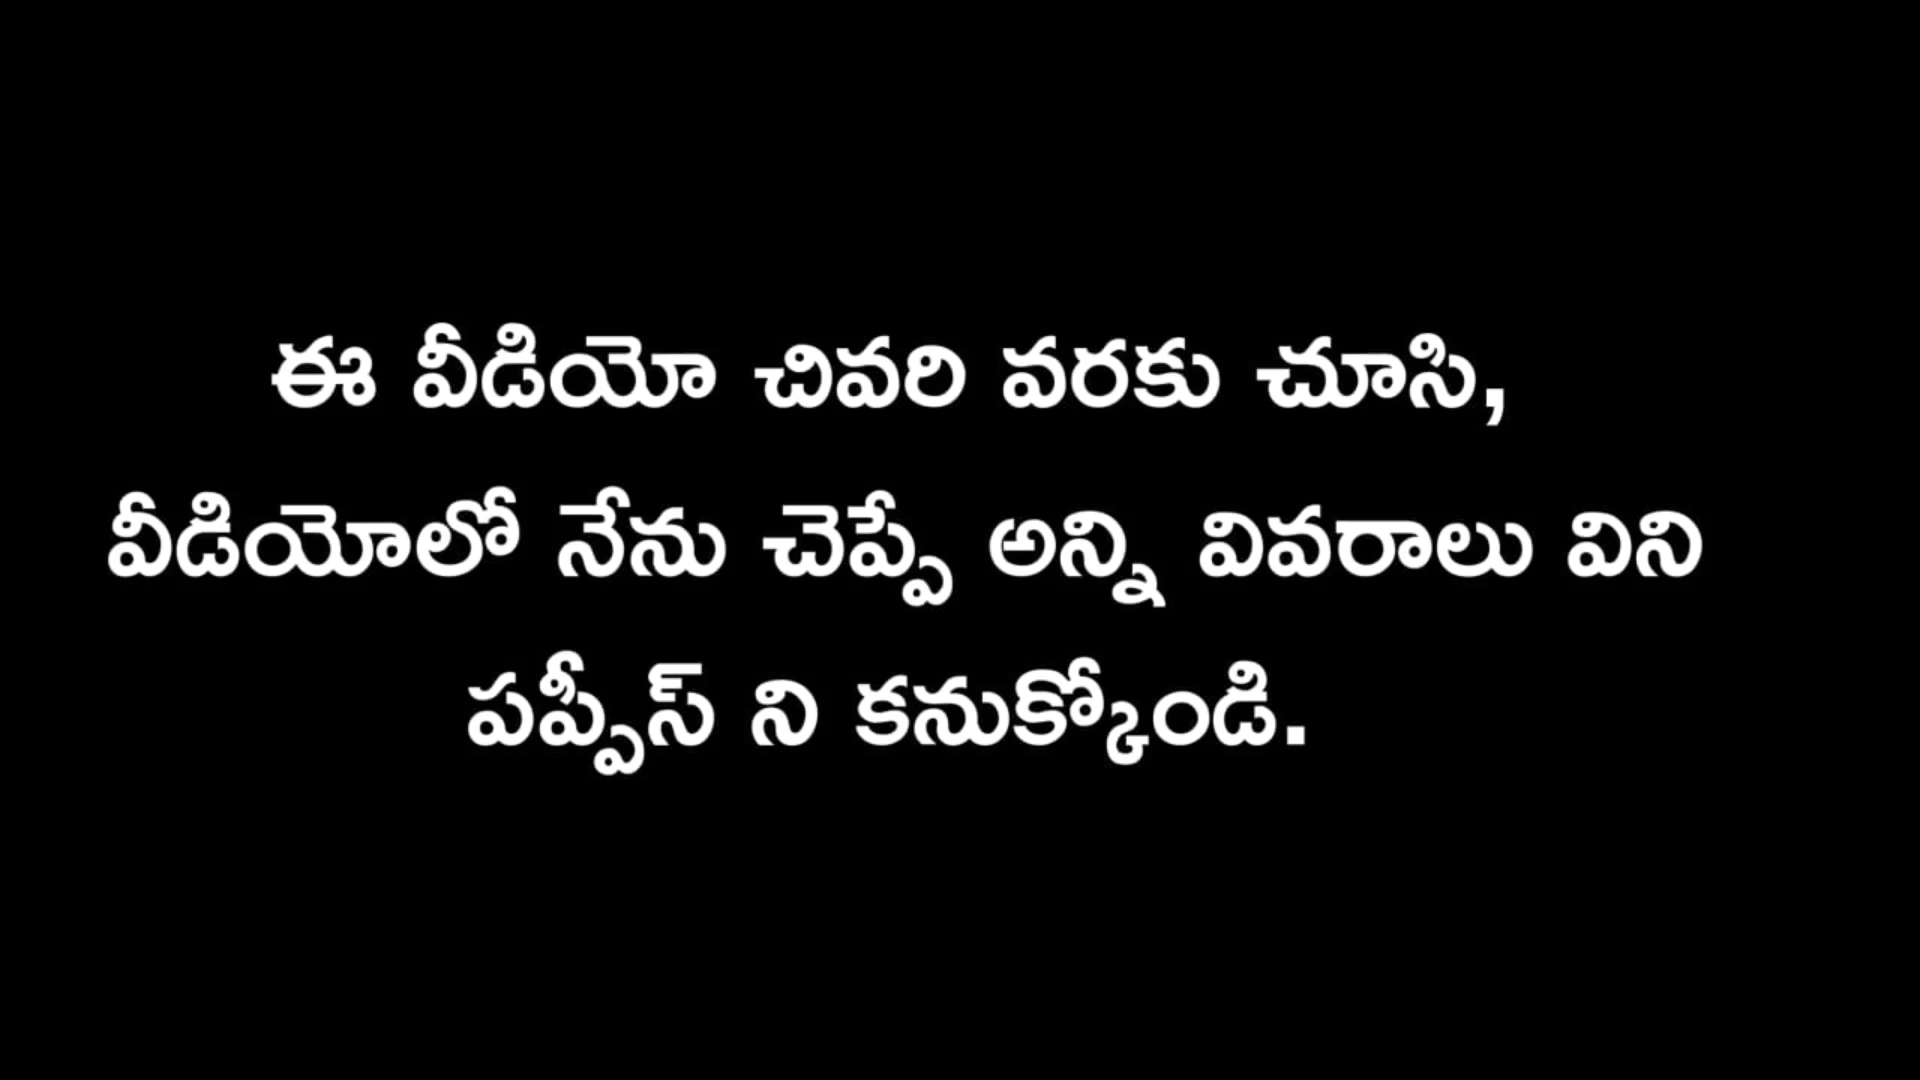 ఈ వీడియో చివరి వరకు చూసి,
వీడియోలో నేను చెప్పే అన్ని వివరాలు విని
పప్పీస్ ని కనుక్కోండి.